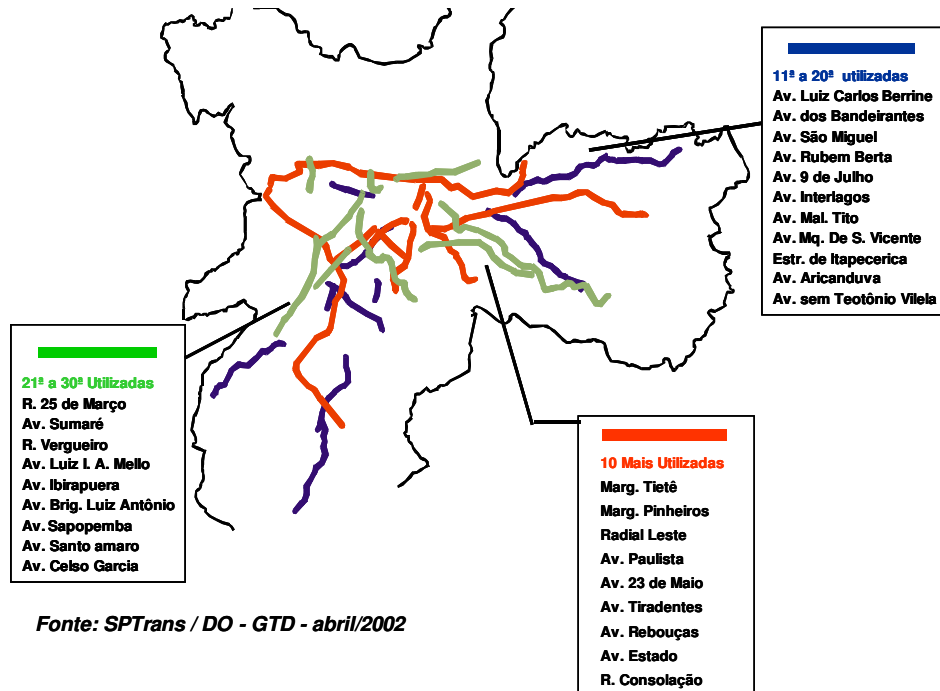 11ª a 20ª utilizadas
Av. Luiz Carlos Berrine
Av. dos Bandeirantes
Av. São Miguel
Av. Rubem Berta
Av. 9 de Julho
Av. Interlagos
Av. Mal. Tito
Av. Mq. De S. Vicente
Estr. de Itapecerica
Av. Aricanduva
Av. sem Teotônio Vilela
21ª a 30ª Utilizadas
R. 25 de Março
Av. Sumaré
R. Vergueiro
Av. Luiz I. A. Mello
Av. Ibirapuera
Av. Brig. Luiz Antônio
Av. Sapopemba
Av. Santo amaro
Av. Celso Garcia
10 Mais Utilizadas
Marg. Tietê
Marg. Pinheiros
Radial Leste
Av. Paulista
Av. 23 de Maio
Av. Tiradentes
Av. Rebouças
Av. Estado
R. Consolação
Fonte: SPTrans / DO - GTD - abril/2002